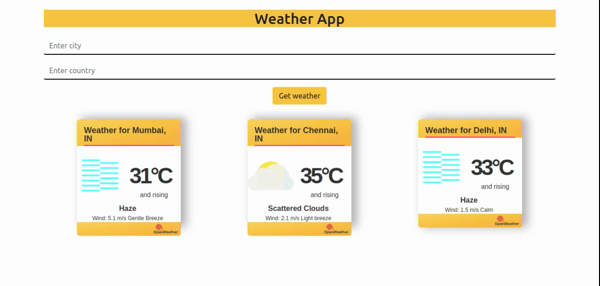 Weather App
Enter city
Enter country
Get weather
Weather for Mumbai,
IN
31°C
and rising
Haze
Wind: 5.1 m/s Gentle Breeze
OpenWeather
Weather for Chennai,
IN
35°C
and rising
Scattered Clouds
Wind: 2.1 m/s Light breeze
OpenWeather
Weather for Delhi, IN
33°C
and rising
Haze
Wind: 1.5 m/s Calm
OpenWeather